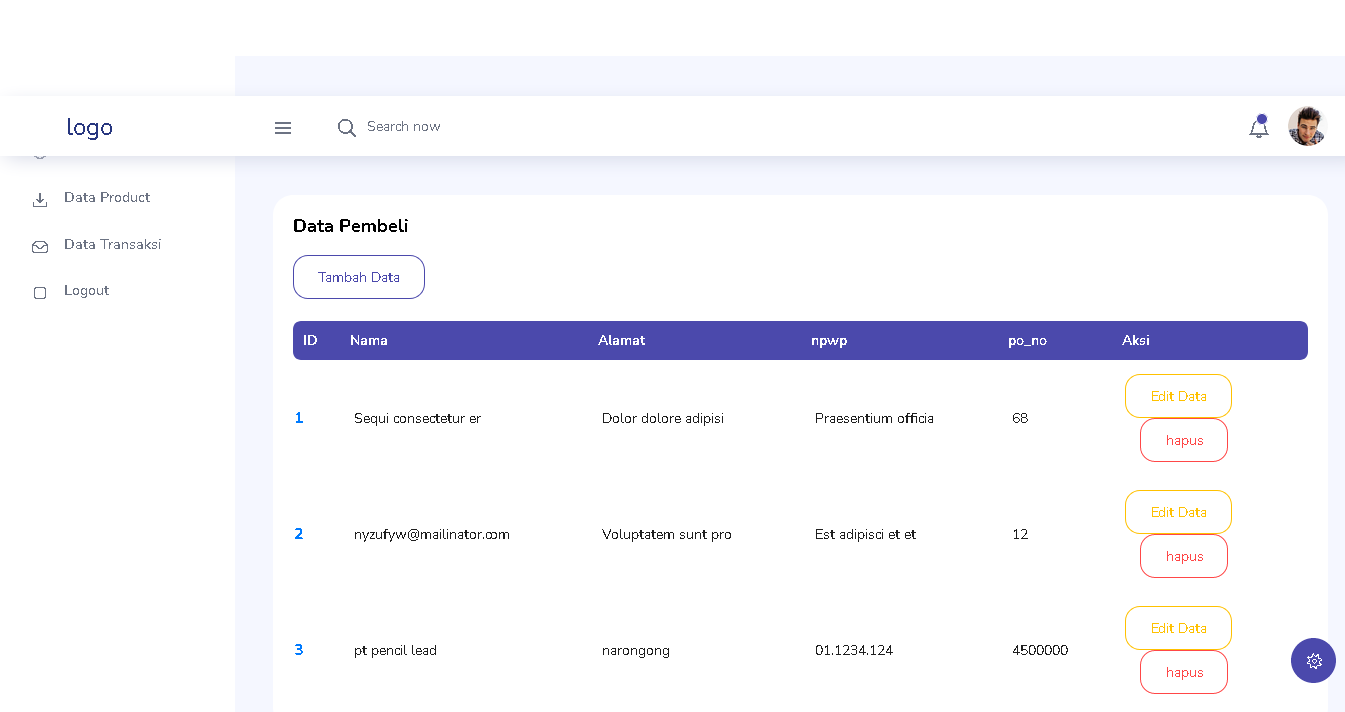 logo
Search now
Data Product
Data Transaksi
Logout
Data Pembeli
Tambah Data
ID Nama Alamat npwp po_no Aksi
1 Sequi consectetur er Dolor dolore adipisi Praesentium officia 68 Edit Data
hapus
2 nyzufyw@mailinator.com Voluptatem sunt pro Est adipisci et et 12 Edit Data
hapus
3 pt pencil lead narongong 01.1234.124 4500000 Edit Data
hapus